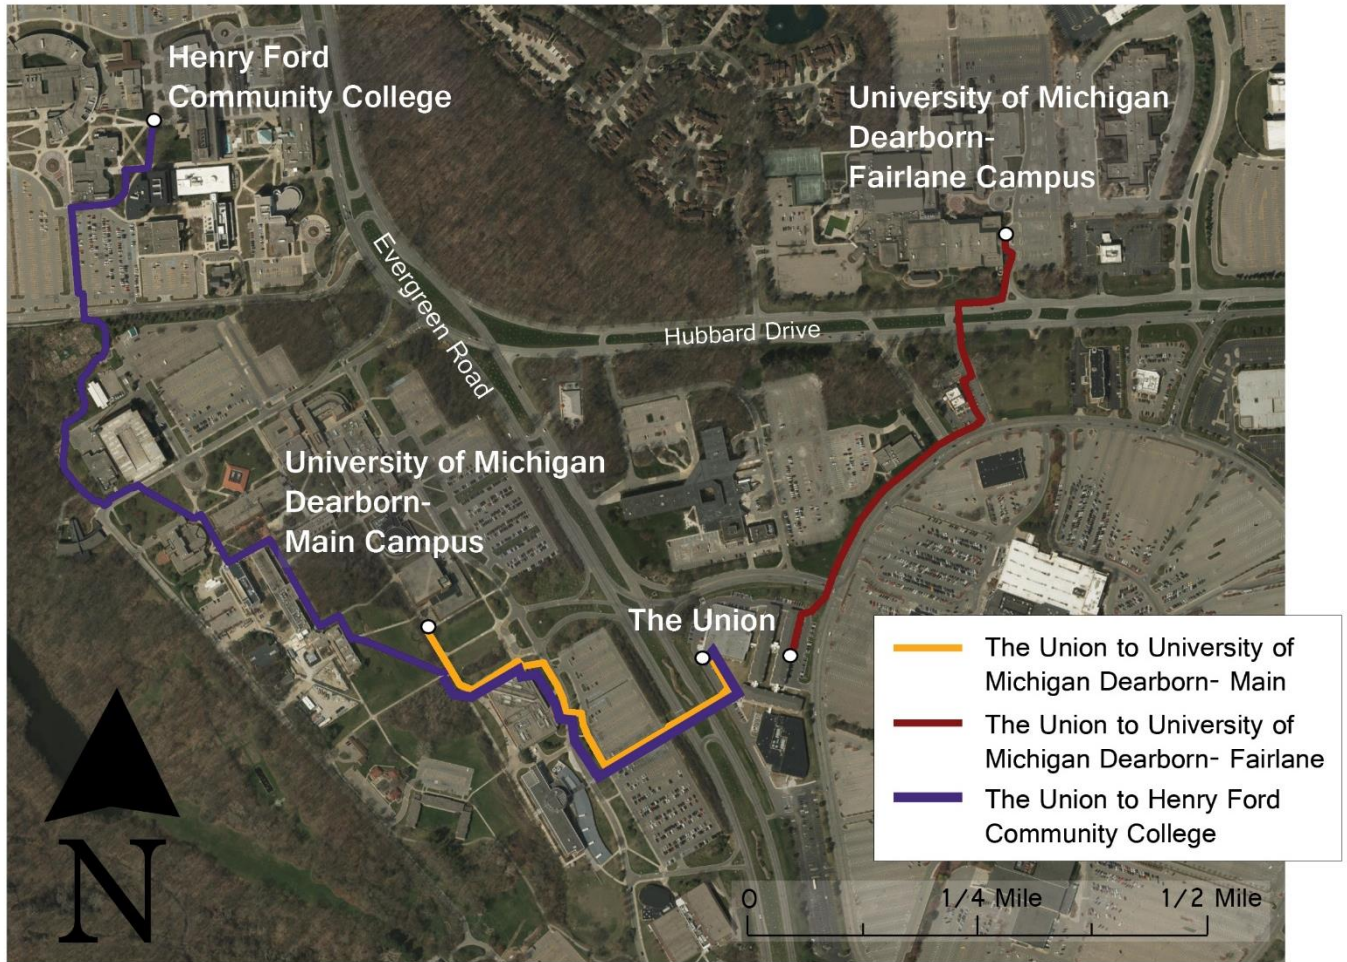 Henry Ford
Community College
University of Michigan
Dearborn-
Fairlane Campus
Evergreen Road
Hubbard Drive
University of Michigan
Dearborn-
Main Campus
The Union
The Union to University of
Michigan Dearborn- Main
The Union to University of
Michigan Dearborn- Fairlane
The Union to Henry Ford
Community College
N
0 1/4 Mile 1/2 Mile